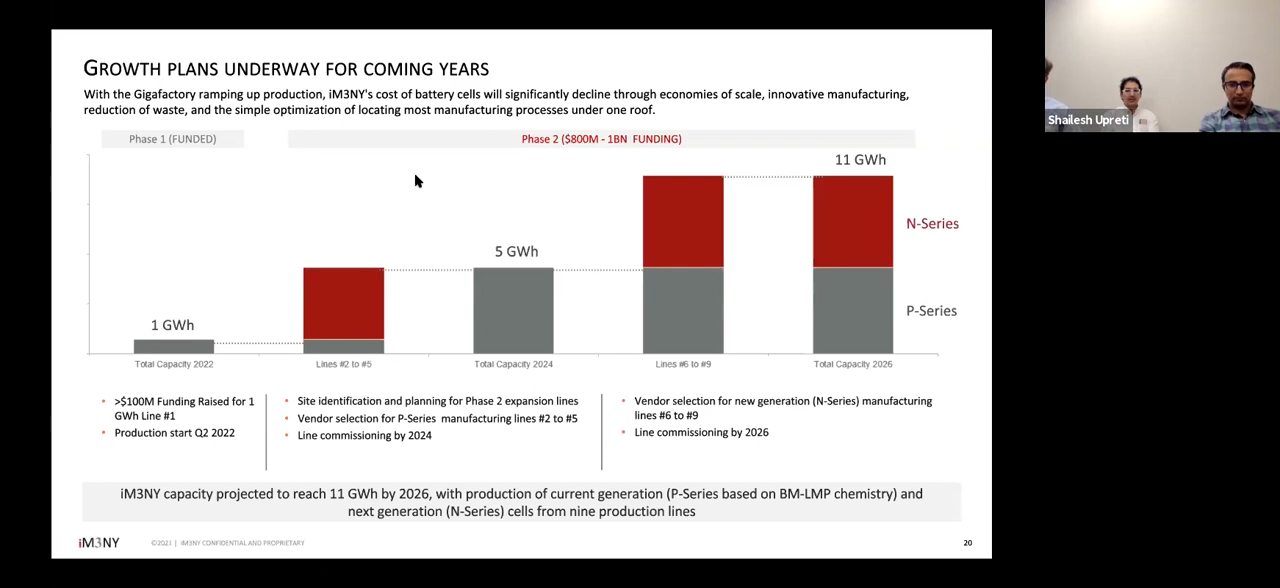 GROWTH PLANS UNDERWAY FOR COMING YEARS
With the Gigafactory ramping up production, iM3NY's cost of battery cells will significantly decline through economies of scale, innovative manufacturing,
reduction of waste, and the simple optimization of locating most manufacturing processes under one roof.
Phase 1 (FUNDED)
Phase 2 ($800M - 1BN FUNDING)
11 GWh
N-Series
5 GWh
P-Series
1 GWh
Total Capacity 2022
Lines #2 to #5
Total Capacity 2024
Lines #6 to #9
Total Capacity 2026
• >$100M Funding Raised for 1
GWh Line #1
• Production start Q2 2022
• Site identification and planning for Phase 2 expansion lines
• Vendor selection for P-Series manufacturing lines #2 to #5
• Line commissioning by 2024
• Vendor selection for new generation (N-Series) manufacturing
lines #6 to #9
• Line commissioning by 2026
iM3NY capacity projected to reach 11 GWh by 2026, with production of current generation (P-Series based on BM-LMP chemistry) and
next generation (N-Series) cells from nine production lines
iM3NY
©2023 | IM3NY CONFIDENTIAL AND PROPRIETARY
20
Shailesh Upreti